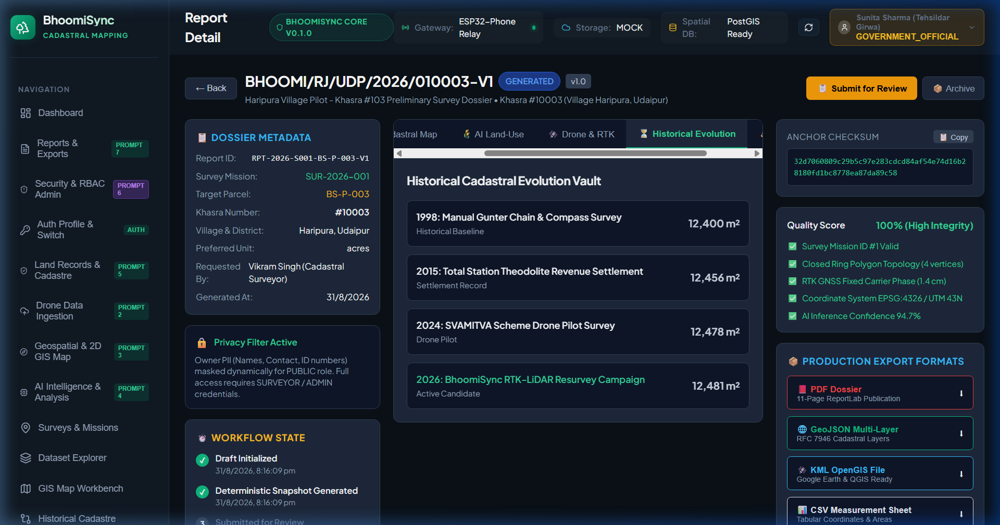 BhoomiSync
CADASTRAL MAPPING
NAVIGATION
Dashboard
Reports &
Exports
PROMPT
7
Security & RBAC
Admin
PROMPT
6
Auth Profile &
Switch
AUTH
Land Records &
Cadastre
PROMPT
5
Drone Data
Ingestion
PROMPT
2
Geospatial & 2D
GIS Map
PROMPT
3
AI Intelligence &
Analysis
PROMPT
4
Surveys & Missions
Dataset Explorer
GIS Map Workbench
Historical Cadastre
Report
Detail
BHOOMISYNC CORE
V0.1.0
Gateway:
ESP32-Phone
Relay
Storage: MOCK
Spatial
DB:
PostGIS
Ready
Sunita Sharma (Tehsildar
Girwa)
GOVERNMENT_OFFICIAL
← Back
BHOOMI/RJ/UDP/2026/010003-V1
GENERATED
v1.0
Haripura Village Pilot - Khasra #103 Preliminary Survey Dossier • Khasra #10003 (Village Haripura, Udaipur)
Submit for Review
Archive
DOSSIER METADATA
Report ID: RPT-2026-S001-BS-P-003-V1
Survey Mission: SUR-2026-001
Target Parcel: BS-P-003
Khasra Number: #10003
Village & District: Haripura, Udaipur
Preferred Unit: acres
Requested
By:
Vikram Singh (Cadastral
Surveyor)
Generated At: 31/8/2026
Privacy Filter Active
Owner PII (Names, Contact, ID numbers)
masked dynamically for PUBLIC role. Full
access requires SURVEYOR / ADMIN
credentials.
WORKFLOW STATE
Draft Initialized
31/8/2026, 8:16:09 pm
Deterministic Snapshot Generated
31/8/2026, 8:16:09 pm
3 Submitted for Review
dastral Map
AI Land-Use
Drone & RTK
Historical Evolution
Historical Cadastral Evolution Vault
1998: Manual Gunter Chain & Compass Survey
Historical Baseline
12,400 m²
2015: Total Station Theodolite Revenue Settlement
Settlement Record
12,456 m²
2024: SVAMITVA Scheme Drone Pilot Survey
Drone Pilot
12,478 m²
2026: BhoomiSync RTK-LiDAR Resurvey Campaign
Active Candidate
12,481 m²
ANCHOR CHECKSUM
Copy
32d7060809c29b5c97e283cdcd84af54e74d16b2
8180fd1bc8778ea87da89c58
Quality Score 100% (High Integrity)
Survey Mission ID #1 Valid
Closed Ring Polygon Topology (4 vertices)
RTK GNSS Fixed Carrier Phase (1.4 cm)
Coordinate System EPSG:4326 / UTM 43N
AI Inference Confidence 94.7%
PRODUCTION EXPORT FORMATS
PDF Dossier
11-Page ReportLab Publication
GeoJSON Multi-Layer
RFC 7946 Cadastral Layers
KML OpenGIS File
Google Earth & QGIS Ready
CSV Measurement Sheet
Tabular Coordinates & Areas